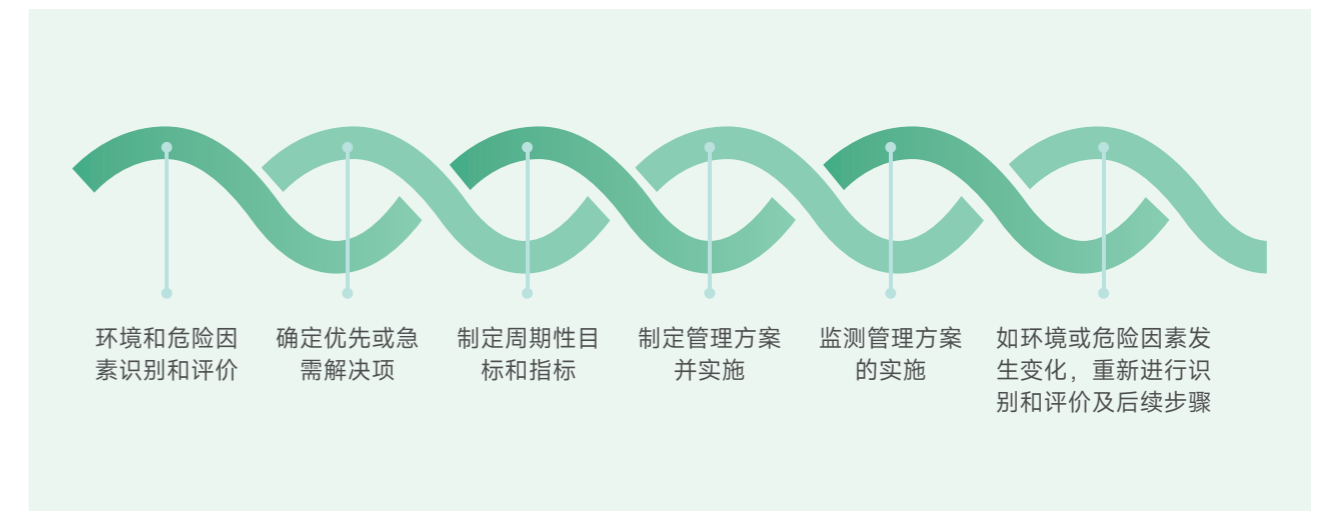 环境和危险因
素识别和评价
确定优先或急
需解决项
制定周期性目
标和指标
制定管理方案
并实施
监测管理方案
的实施
如环境或危险因素发
生变化，重新进行识
别和评价及后续步骤